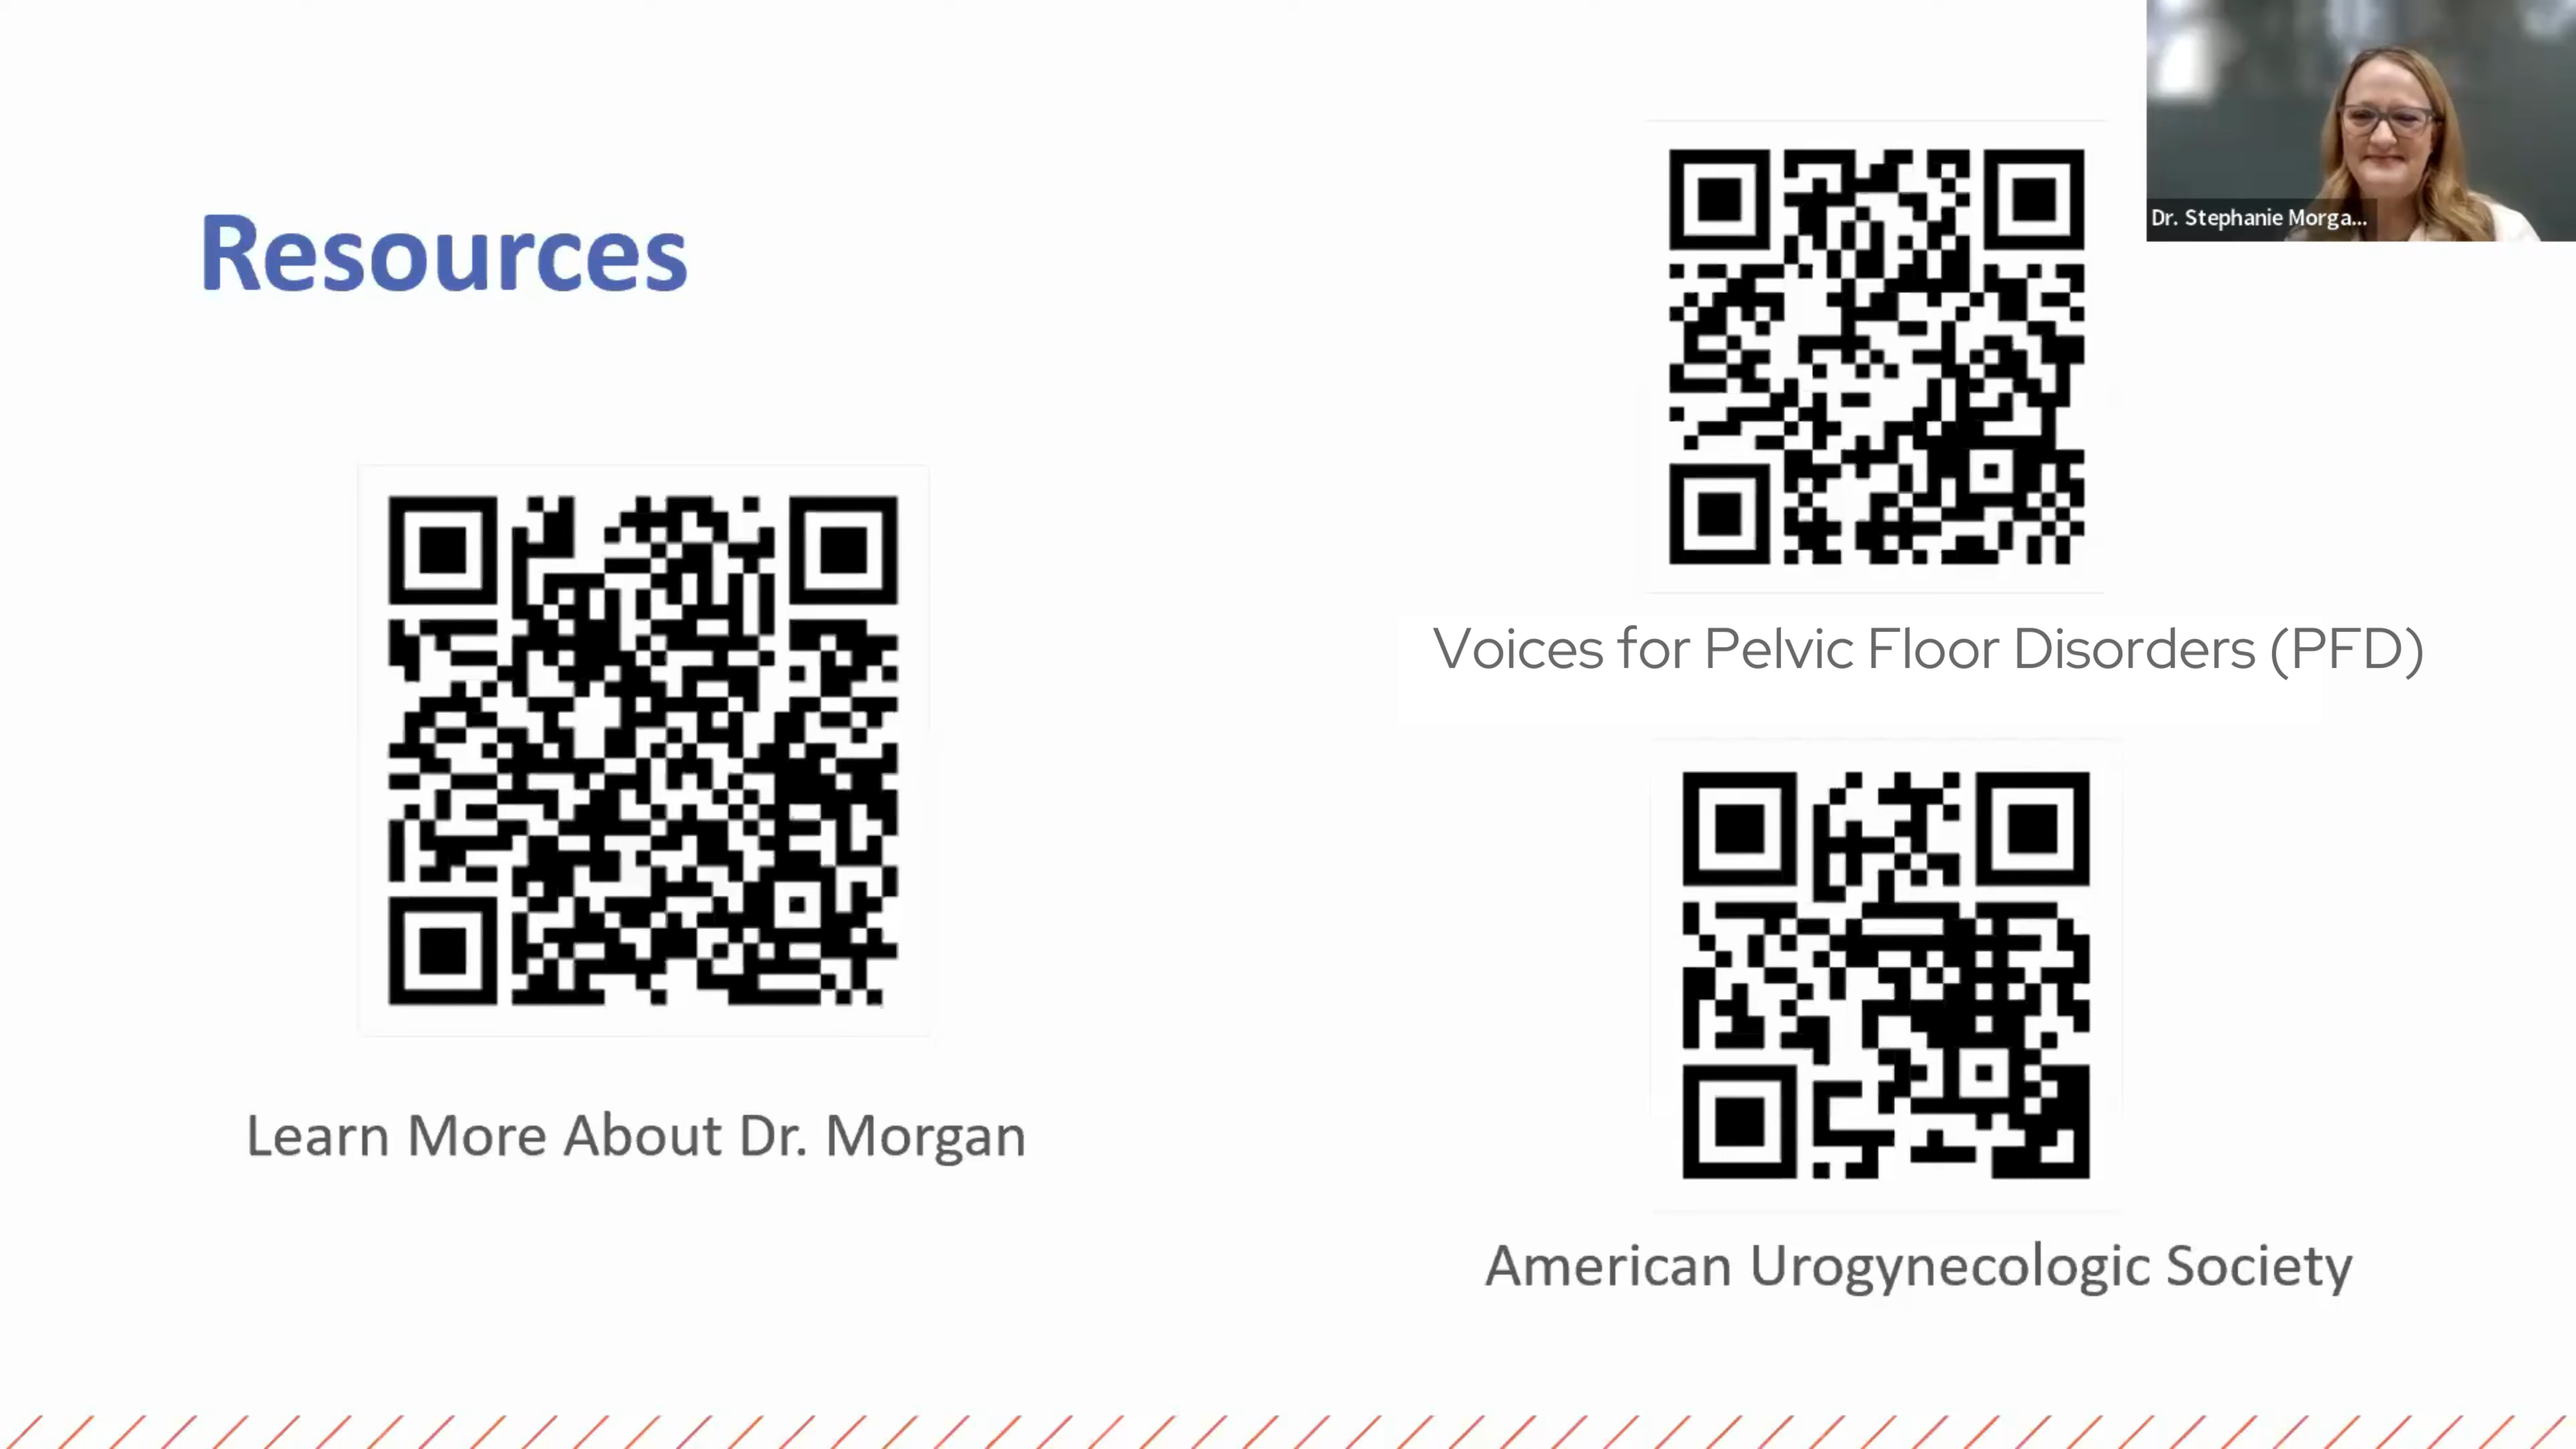 Resources
Dr. Stephanie Morga...
Voices for Pelvic Floor Disorders (PFD)
Learn More About Dr. Morgan
American Urogynecologic Society